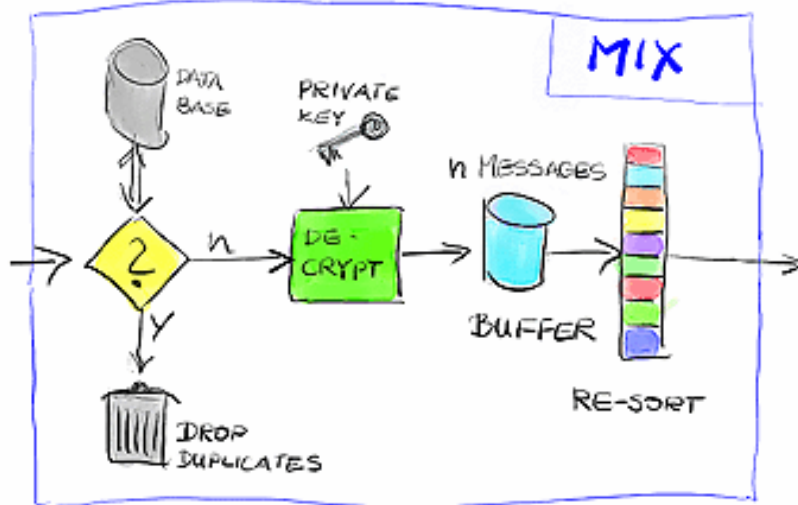 MIX
DATA
BASE
PRIVATE
KEY
n MESSAGES
?
n
DE-
CRYPT
Y
BUFFER
RE-SORT
DROP
DUPLICATES